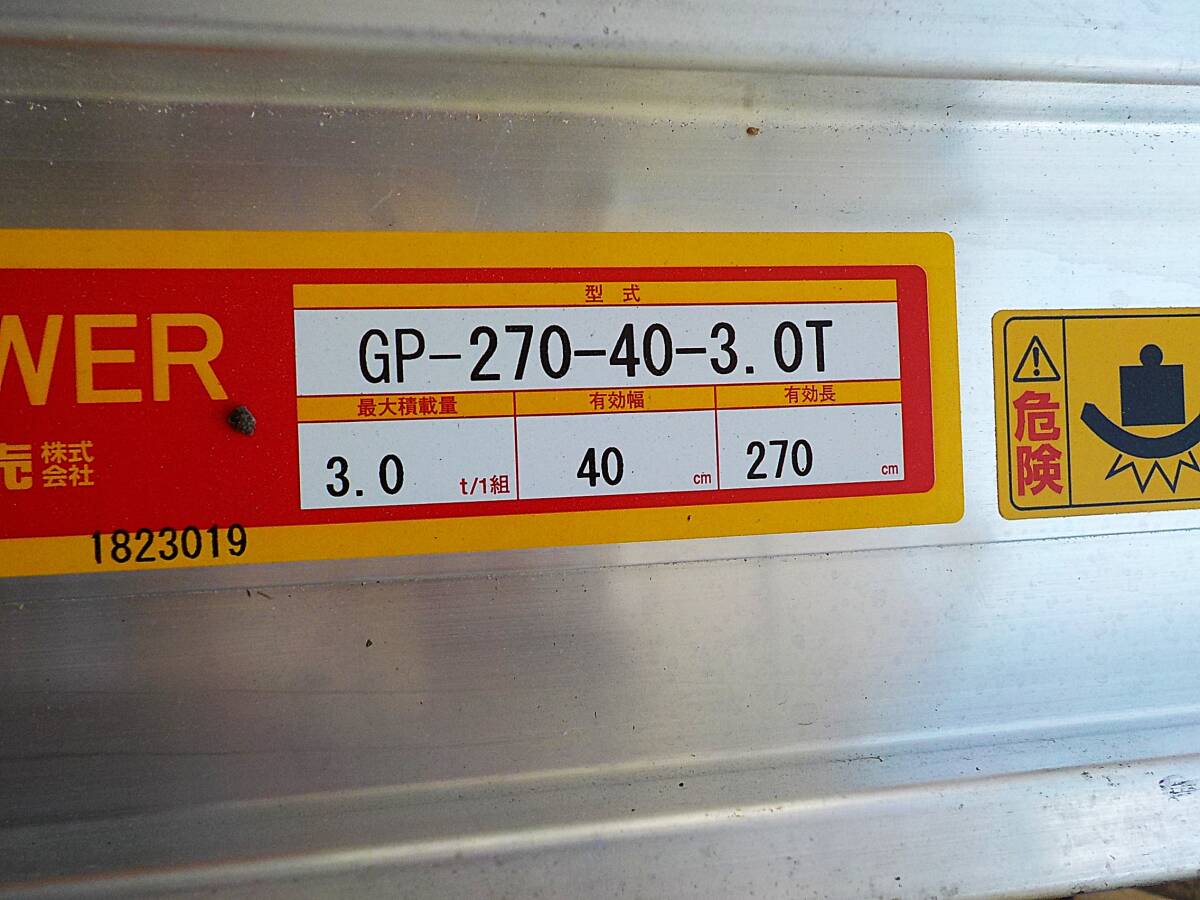 WER
売 株式
会社
1823019
型 式
GP-270-40-3.0T
最大積載量 有効幅 有効長
3.0 t/1組 40 cm 270 cm
危険